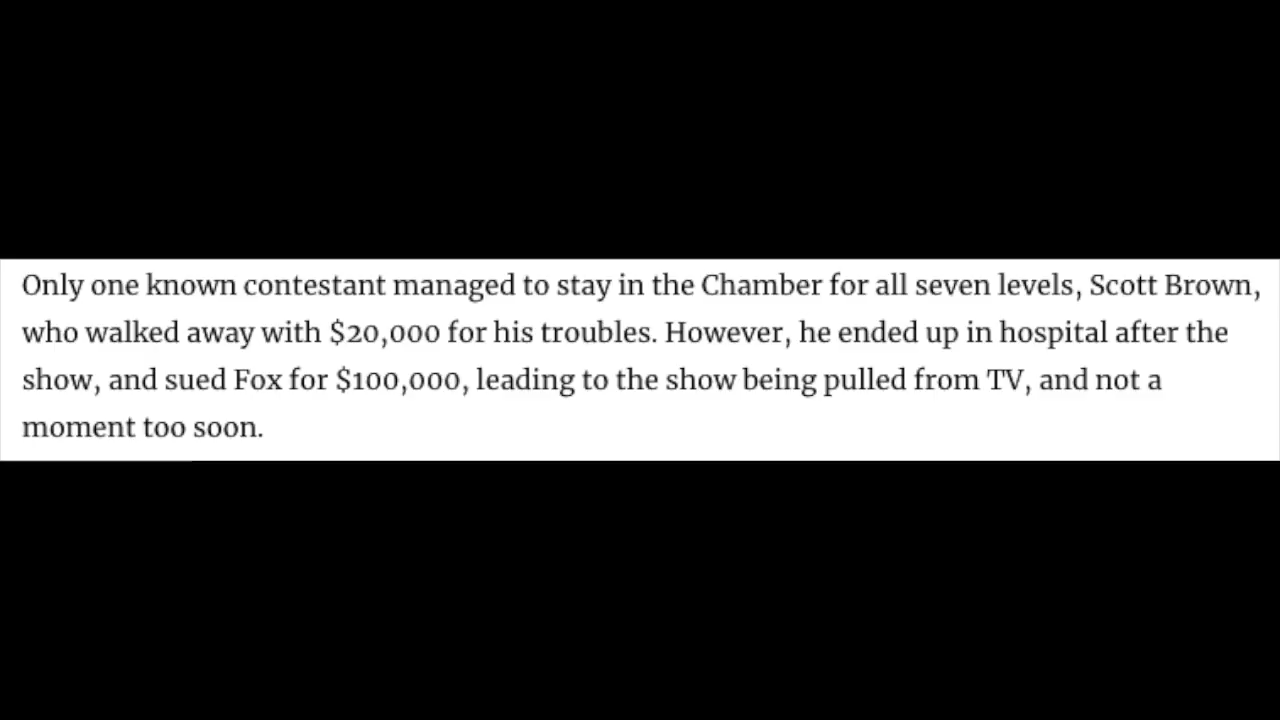 Only one known contestant managed to stay in the Chamber for all seven levels, Scott Brown,
who walked away with $20,000 for his troubles. However, he ended up in hospital after the
show, and sued Fox for $100,000, leading to the show being pulled from TV, and not a
moment too soon.